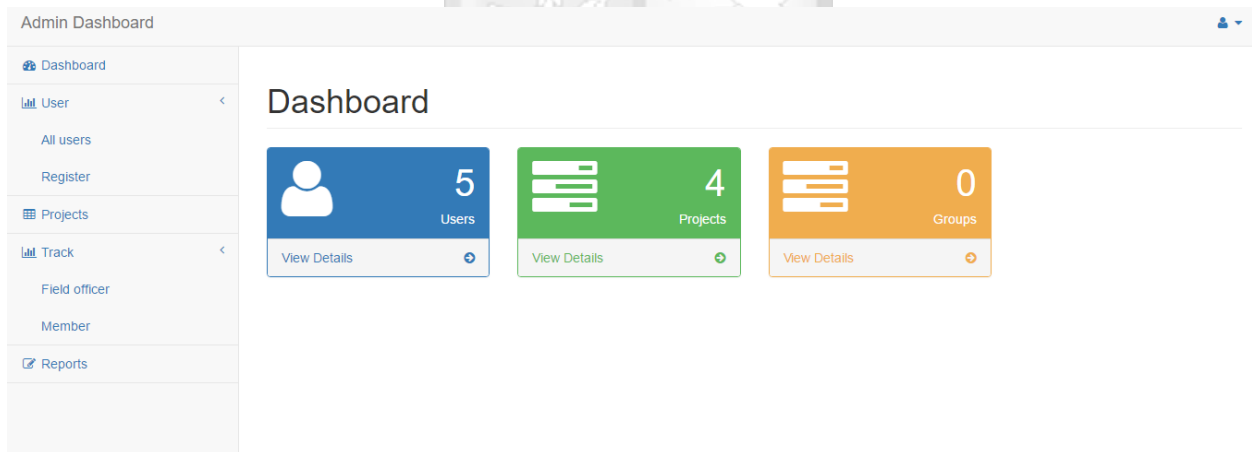 Admin Dashboard
Dashboard
User
All users
Register
Projects
Track
Field officer
Member
Reports
Dashboard
5
Users
View Details
4
Projects
View Details
0
Groups
View Details